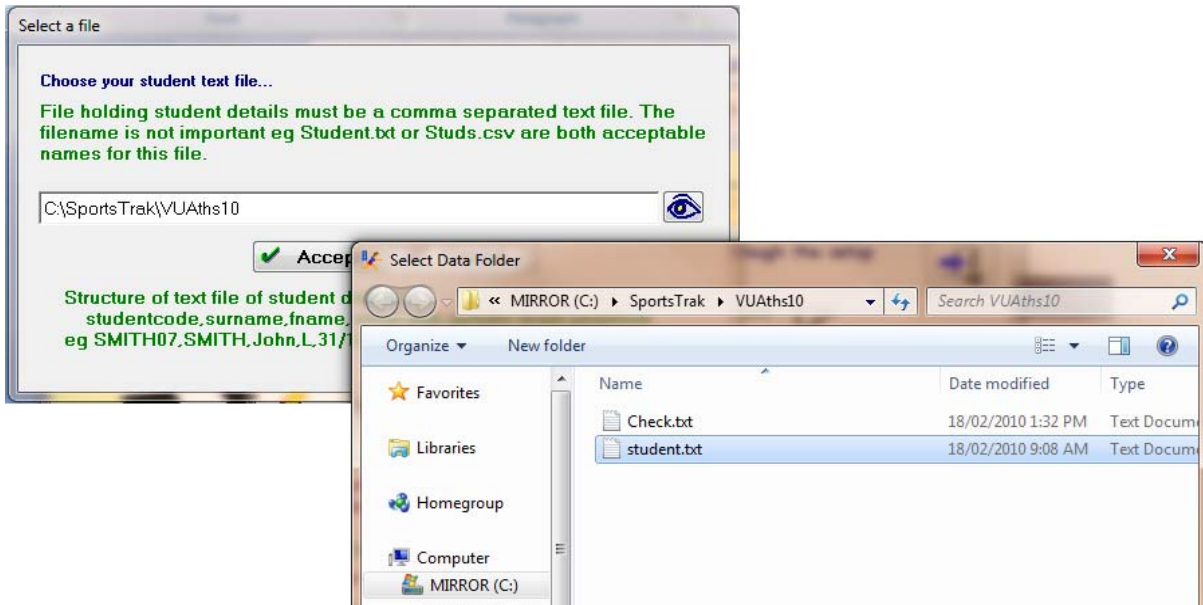 Select a file
Choose your student text file...
File holding student details must be a comma separated text file. The
filename is not important eg Student.txt or Studs.csv are both acceptable
names for this file.
C:\SportsTrak\VUAths10
Accep
Structure of text file of student d
studentcode,surname,fname,
eg SMITH07,SMITH,John,L,31/1
Select Data Folder
« MIRROR (C:) ▸ SportsTrak ▸ VUAths10
Search VUAths10
Organize
New folder
Favorites
Libraries
Homegroup
Computer
MIRROR (C:)
Name
Date modified
Type
Check.txt
18/02/2010 1:32 PM
Text Docume
student.txt
18/02/2010 9:08 AM
Text Docume